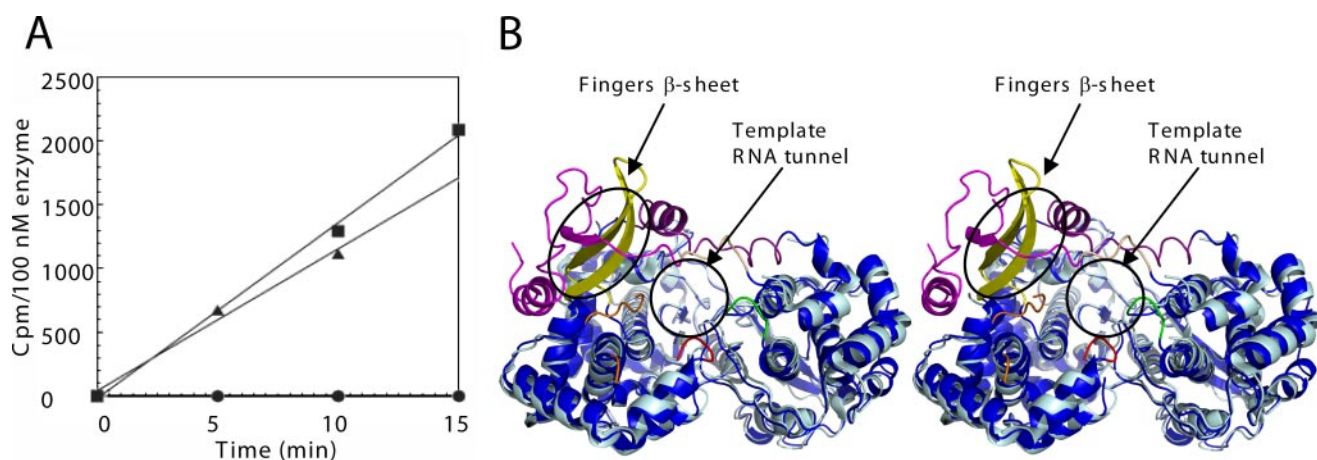 A
Cpm/100 nM enzyme
2500
2000
1500
1000
500
0
0 5 10 15
Time (min)
B
Fingers β-sheet
Template
RNA tunnel
Fingers β-sheet
Template
RNA tunnel